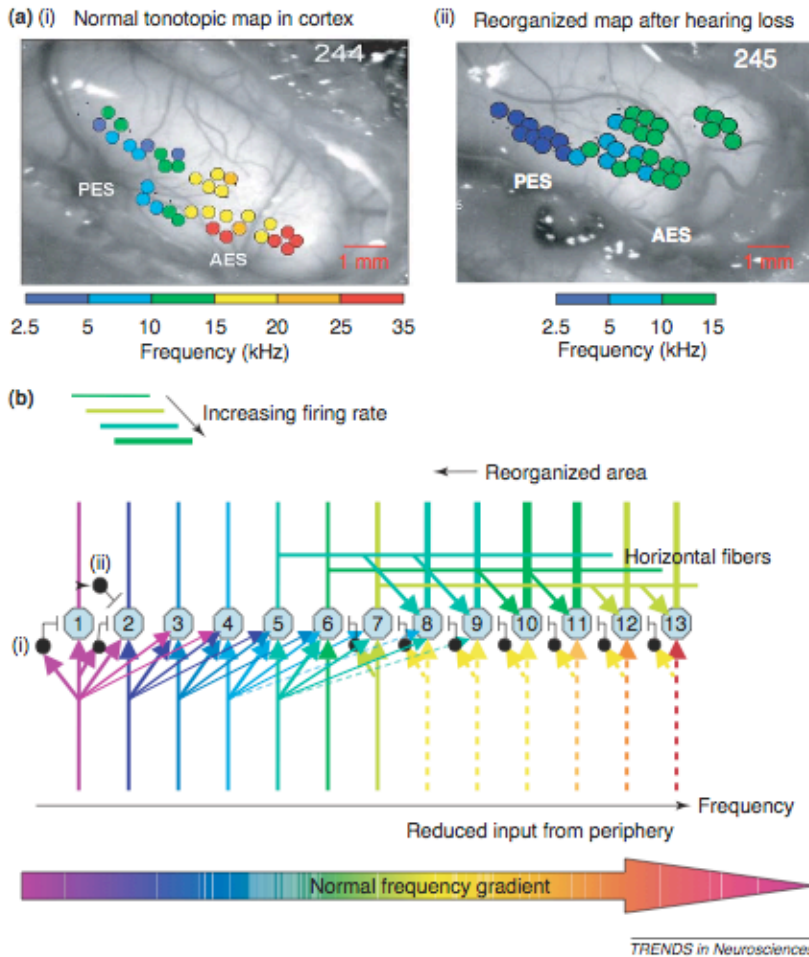 (a) (i) Normal tonotopic map in cortex
(ii) Reorganized map after hearing loss
244
245
PES
AES
1 mm
PES
AES
1 mm
2.5 5 10 15 20 25 35
Frequency (kHz)
2.5 5 10 15
Frequency (kHz)
(b)
Increasing firing rate
Reorganized area
Horizontal fibers
(ii)
(i)
1 2 3 4 5 6 7 8 9 10 11 12 13
Frequency
Reduced input from periphery
Normal frequency gradient
TRENDS in Neurosciences